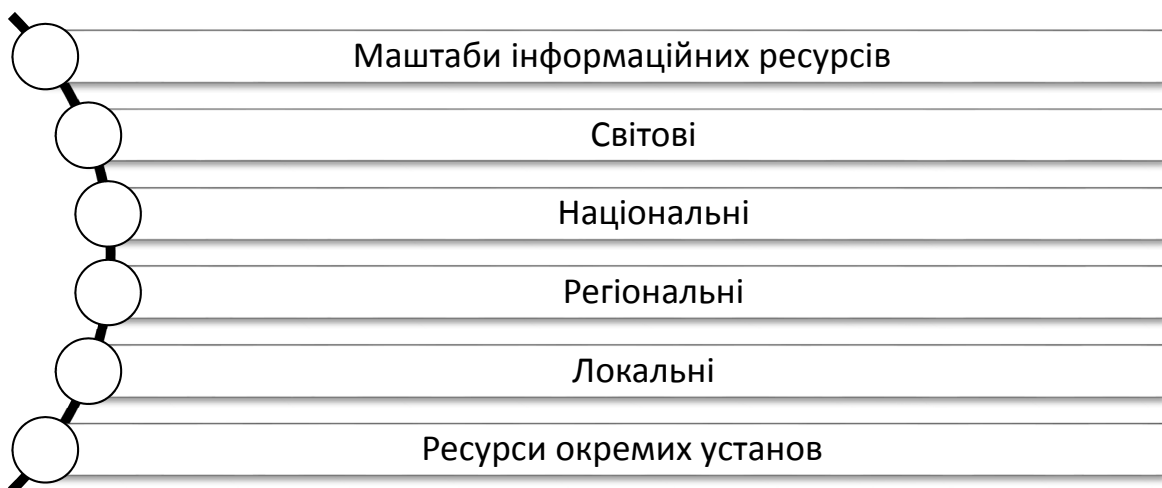 Маштаби інформаційних ресурсів
Світові
Національні
Регіональні
Локальні
Ресурси окремих установ